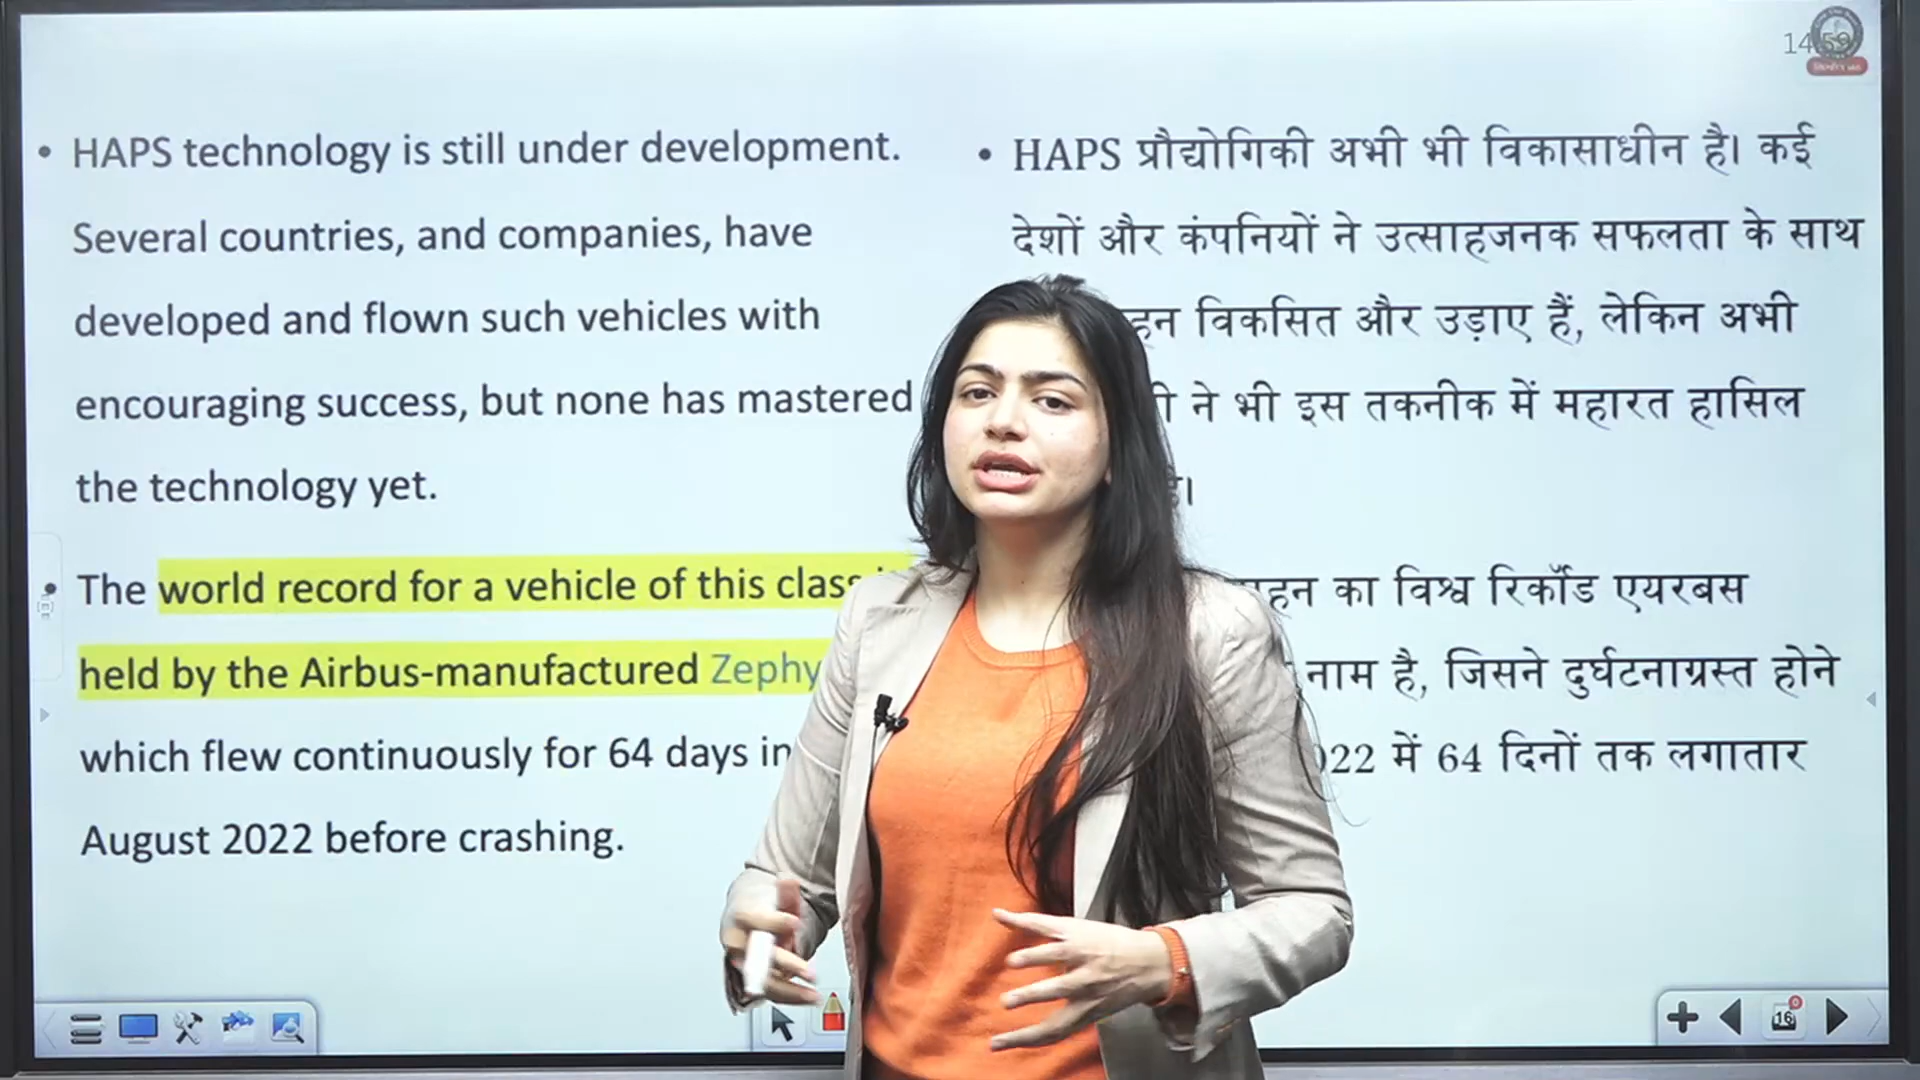 • HAPS technology is still under development.
Several countries, and companies, have
developed and flown such vehicles with
encouraging success, but none has mastered
the technology yet.
• The world record for a vehicle of this class
held by the Airbus-manufactured Zephy
which flew continuously for 64 days in
August 2022 before crashing.
• HAPS प्रौद्योगिकी अभी भी विकासाधीन है। कई
देशों और कंपनियों ने उत्साहजनक सफलता के साथ
विकसित और उड़ाए हैं, लेकिन अभी
ने भी इस तकनीक में महारत हासिल
है।
का विश्व रिकॉर्ड एयरबस
नाम है, जिसने दुर्घटनाग्रस्त होने
में 64 दिनों तक लगातार
16
0